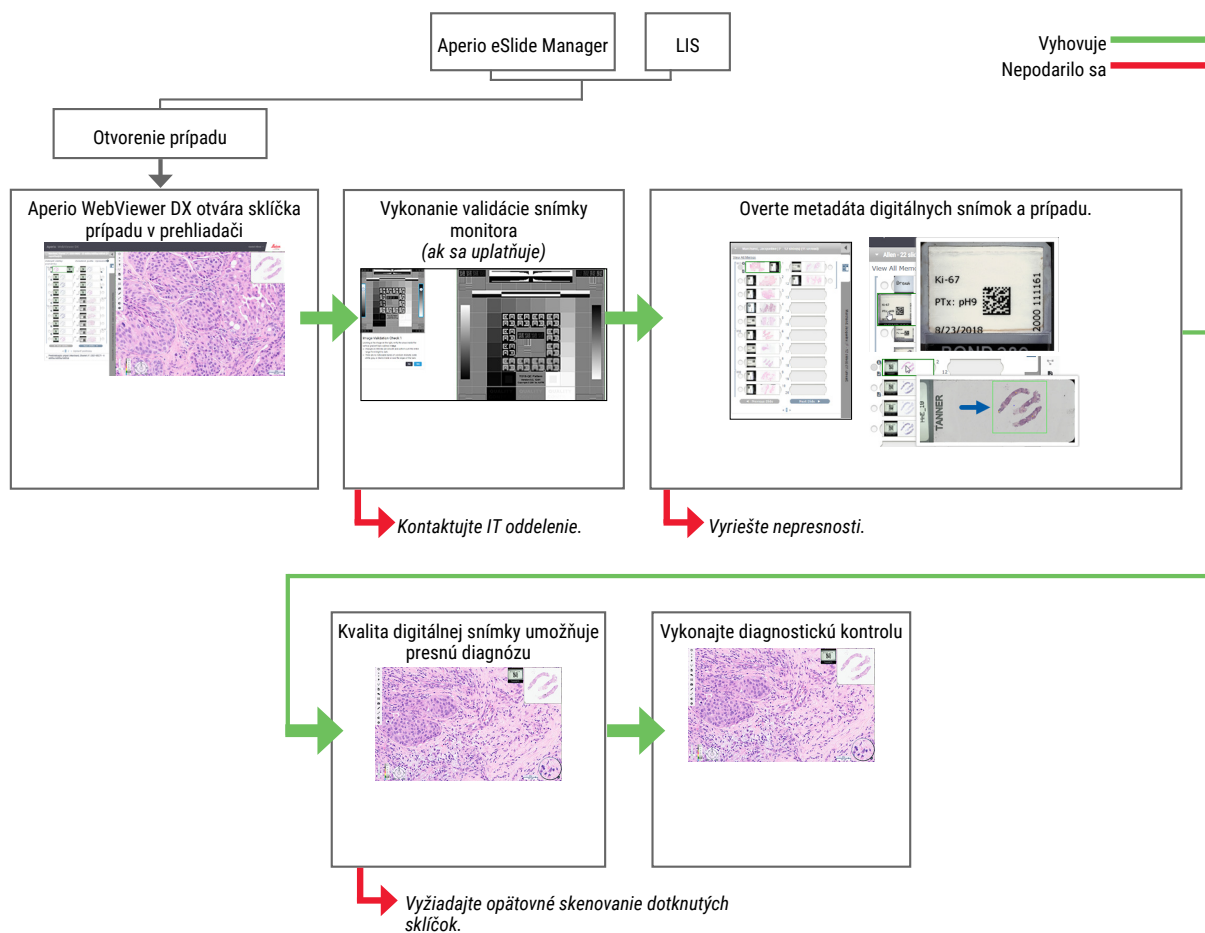 Aperio eSlide Manager
LIS
Vyhovuje
Nepodarilo sa
Otvorenie prípadu
Aperio WebViewer DX otvára sklíčka
prípadu v prehliadači
Vykonanie validácie snímky
monitora
(ak sa uplatňuje)
Overte metadáta digitálnych snímok a prípadu.
View All Memo
Ki-67
PTx: pH9
8/23/2018
2000 111161
TANNER
Kontaktujte IT oddelenie.
Vyriešte nepresnosti.
Kvalita digitálnej snímky umožňuje
presnú diagnózu
Vykonajte diagnostickú kontrolu
Vyžiadajte opätovné skenovanie dotknutých
sklíčok.